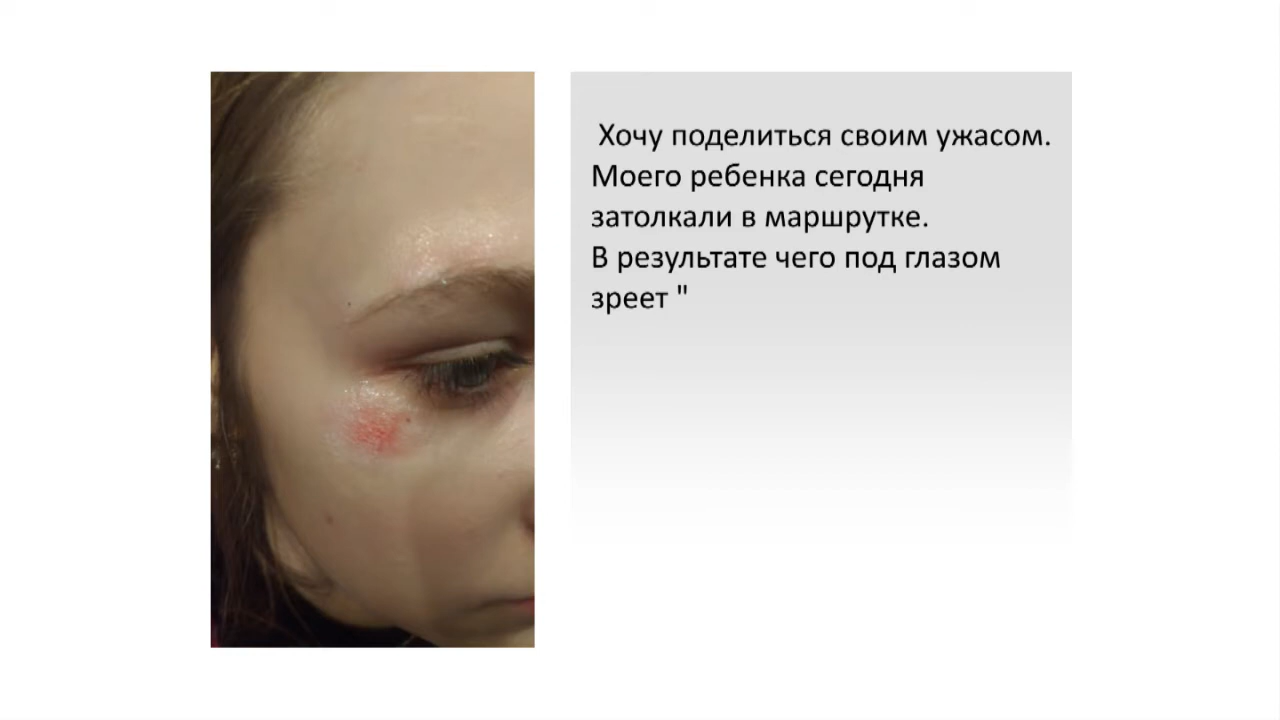 Хочу поделиться своим ужасом.
Моего ребенка сегодня
затолкали в маршрутке.
В результате чего под глазом
зреет "